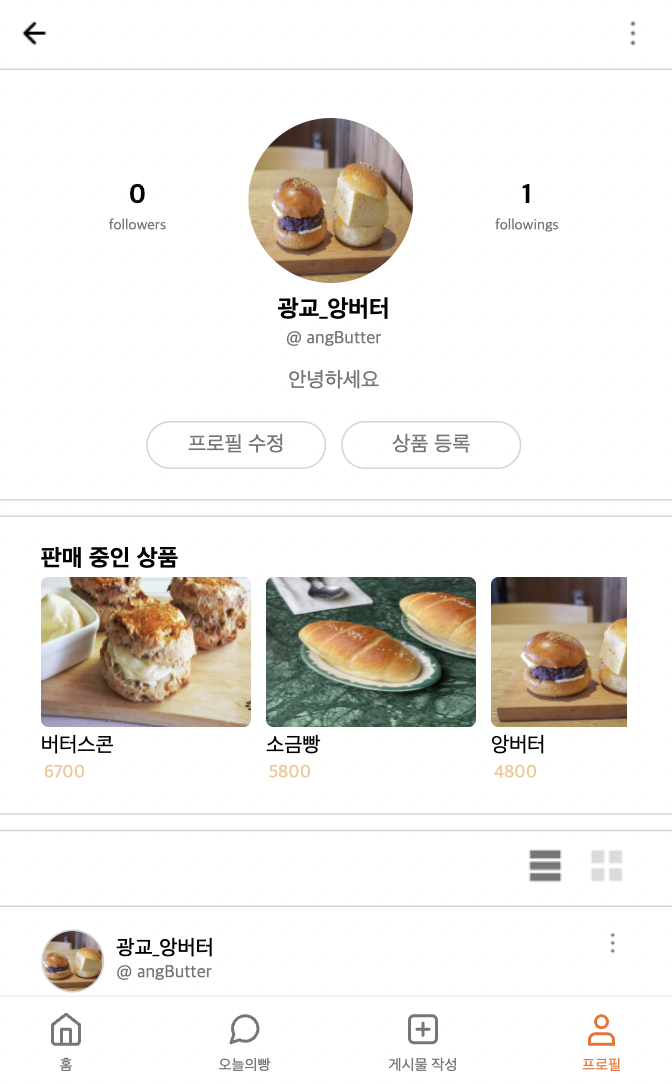 0
followers
1
followings
광교_앙버터
@ angButter
안녕하세요
프로필 수정
상품 등록
판매 중인 상품
버터스콘
6700
소금빵
5800
앙버터
4800
광교_앙버터
@ angButter
홈
오늘의빵
게시물 작성
프로필